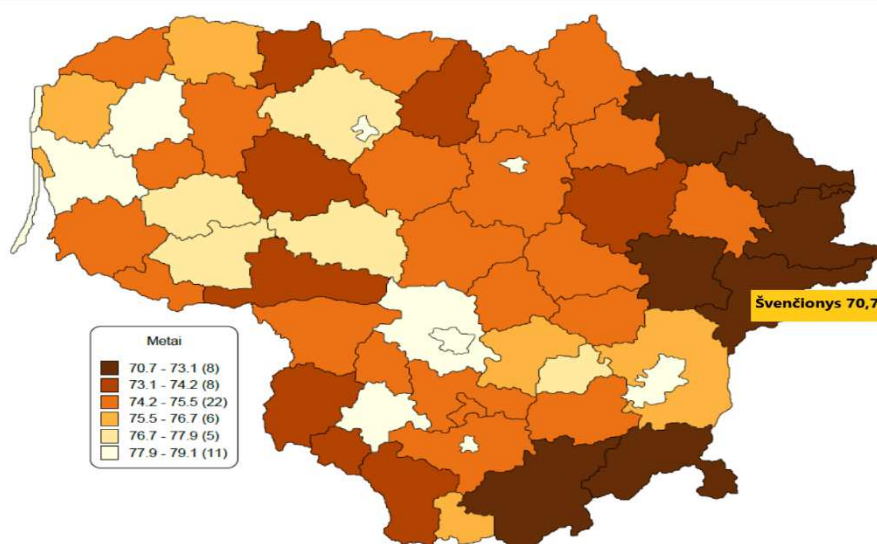 Švenčionys 70,7
Metai
70.7 - 73.1 (8)
73.1 - 74.2 (8)
74.2 - 75.5 (22)
75.5 - 76.7 (6)
76.7 - 77.9 (5)
77.9 - 79.1 (11)